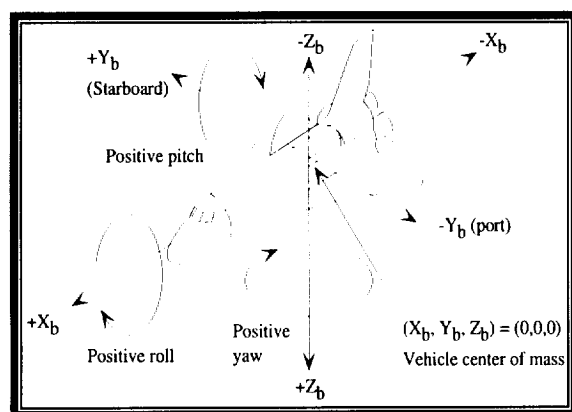 +Y_b
(Starboard)
-Z_b
-X_b
Positive pitch
-Y_b (port)
+X_b
Positive roll
Positive
yaw
(X_b, Y_b, Z_b) = (0,0,0)
Vehicle center of mass
+Z_b